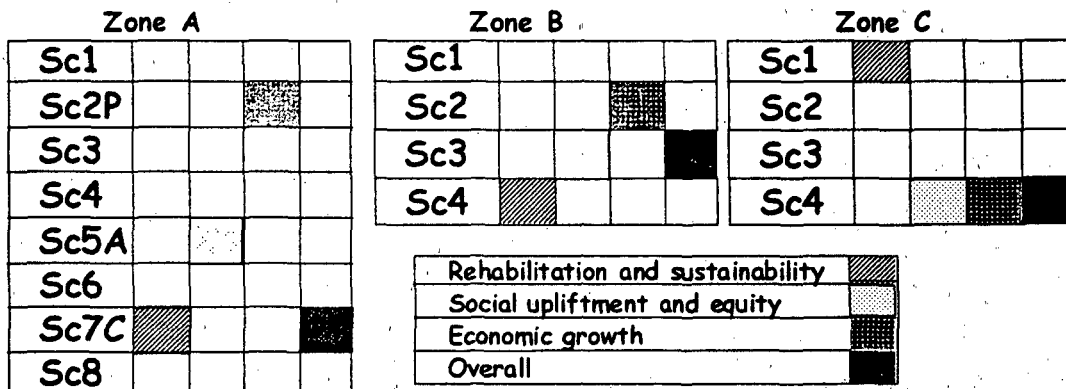 Zone A
Sc1
Sc2P
Sc3
Sc4
Sc5A
Sc6
Sc7C
Sc8
Zone B
Sc1
Sc2
Sc3
Sc4
Zone C
Sc1
Sc2
Sc3
Sc4
Rehabilitation and sustainability
Social upliftment and equity
Economic growth
Overall